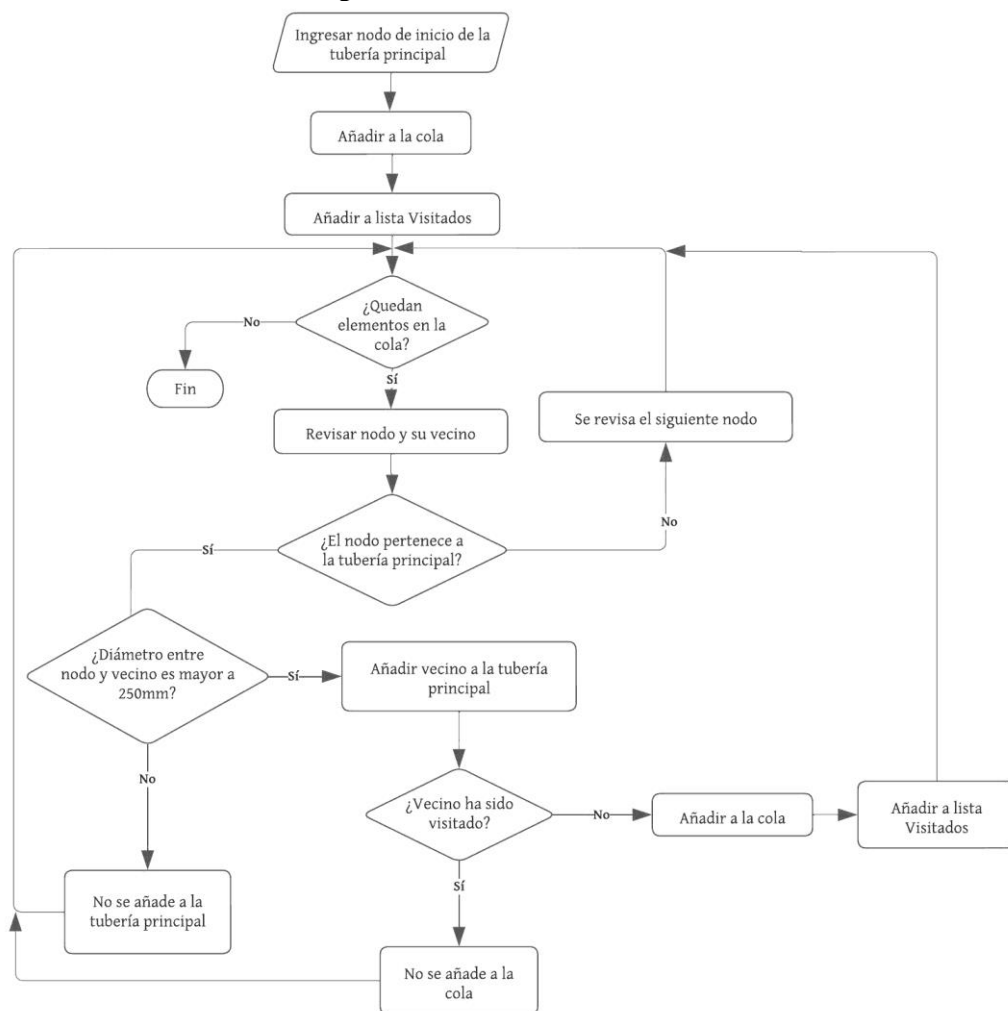 Ingresar nodo de inicio de la
tubería principal
Añadir a la cola
Añadir a lista Visitados
¿Quedan
elementos en la
cola?
No
Fin
Sí
Revisar nodo y su vecino
Se revisa el siguiente nodo
¿El nodo pertenece a
la tubería principal?
Sí
No
¿Diámetro entre
nodo y vecino es mayor a
250mm?
Sí
Añadir vecino a la tubería
principal
No
¿Vecino ha sido
visitado?
No
Añadir a la cola
Añadir a lista
Visitados
Sí
No se añade a la
tubería principal
No se añade a la
cola